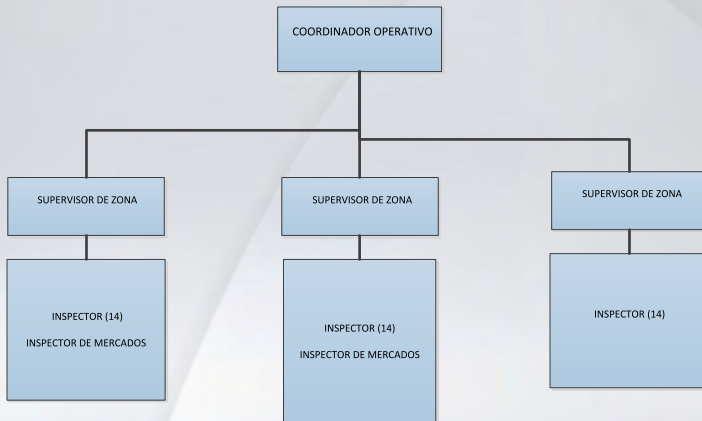 COORDINADOR OPERATIVO
SUPERVISOR DE ZONA
SUPERVISOR DE ZONA
SUPERVISOR DE ZONA
INSPECTOR (14)
INSPECTOR DE MERCADOS
INSPECTOR (14)
INSPECTOR DE MERCADOS
INSPECTOR (14)